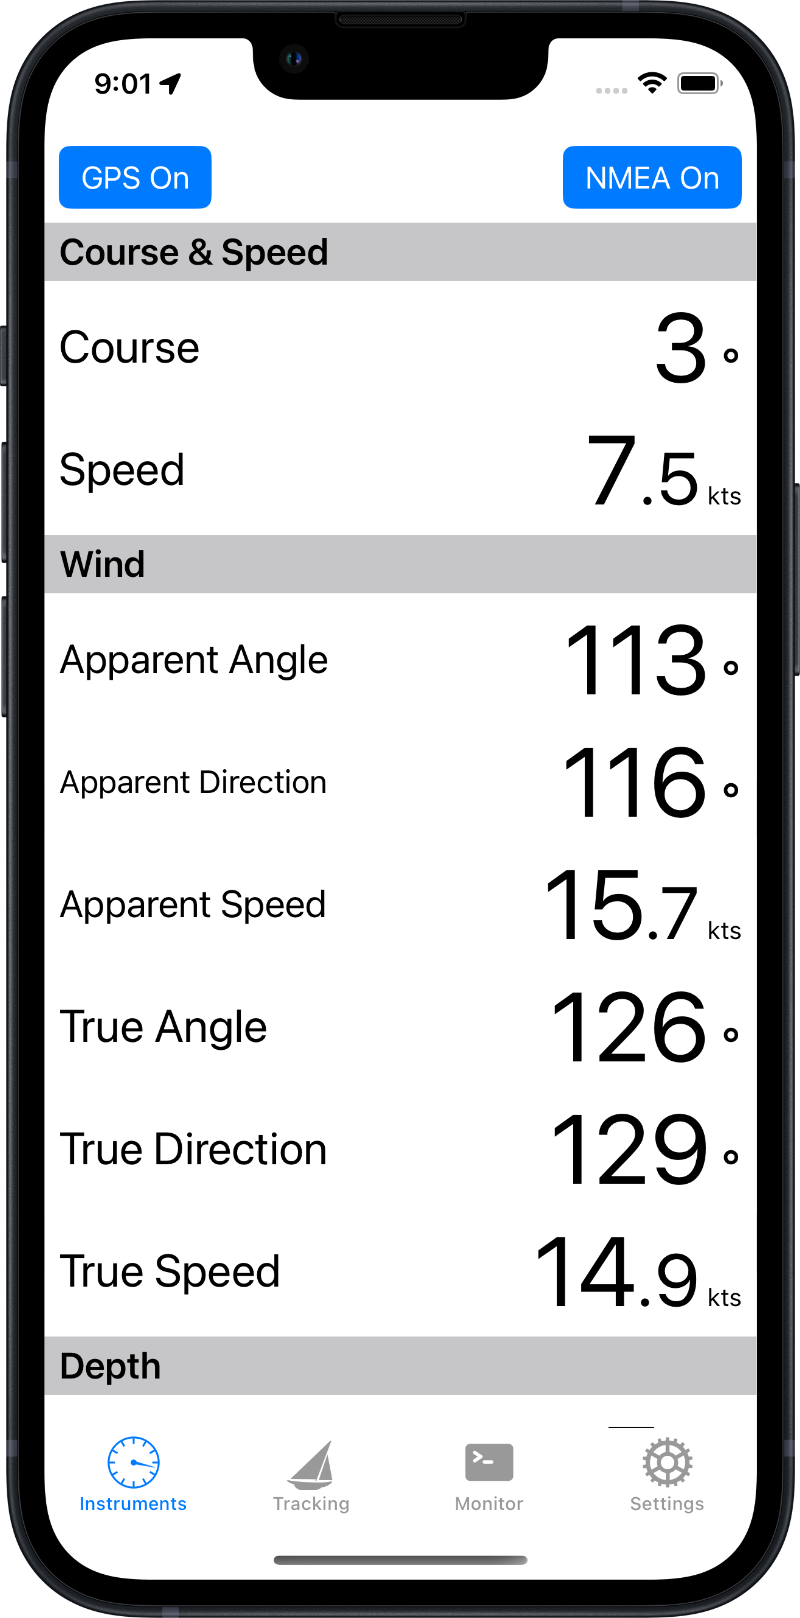 9:01
GPS On NMEA On
Course & Speed
Course 3 °
Speed 7.5 kts
Wind
Apparent Angle 113 °
Apparent Direction 116 °
Apparent Speed 15.7 kts
True Angle 126 °
True Direction 129 °
True Speed 14.9 kts
Depth
Instruments Tracking Monitor Settings